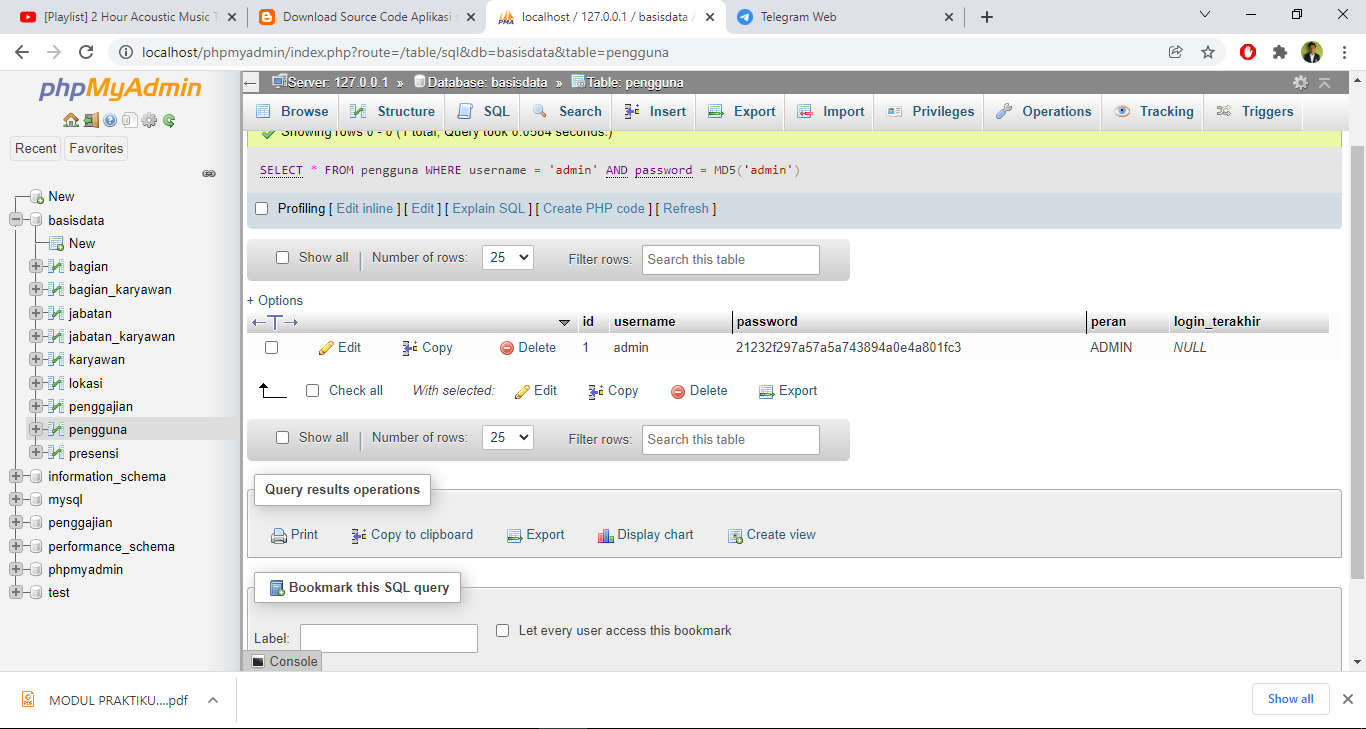 [Playlist] 2 Hour Acoustic Music T
Download Source Code Aplikasi
localhost / 127.0.0.1 / basisdata /
Telegram Web
localhost/phpmyadmin/index.php?route=/table/sql&db=basisdata&table=pengguna
phpMyAdmin
Recent
Favorites
New
basisdata
New
bagian
bagian_karyawan
jabatan
jabatan_karyawan
karyawan
lokasi
penggajian
pengguna
presensi
information_schema
mysql
penggajian
performance_schema
phpmyadmin
test
Server: 127.0.0.1 » Database: basisdata » Table: pengguna
Browse Structure SQL Search Insert Export Import Privileges Operations Tracking Triggers
Showing rows 0 - 0 (1 total, Query took 0.0564 seconds.)
SELECT * FROM pengguna WHERE username = 'admin' AND password = MD5('admin')
Profiling [ Edit inline ] [ Edit ] [ Explain SQL ] [ Create PHP code ] [ Refresh ]
Show all | Number of rows: 25 Filter rows: Search this table
+ Options
←T→ id username password peran login_terakhir
Edit Copy Delete 1 admin 21232f297a57a5a743894a0e4a801fc3 ADMIN NULL
Check all With selected: Edit Copy Delete Export
Show all | Number of rows: 25 Filter rows: Search this table
Query results operations
Print Copy to clipboard Export Display chart Create view
Bookmark this SQL query
Label: Let every user access this bookmark
Console
MODUL PRAKTIKU....pdf
Show all